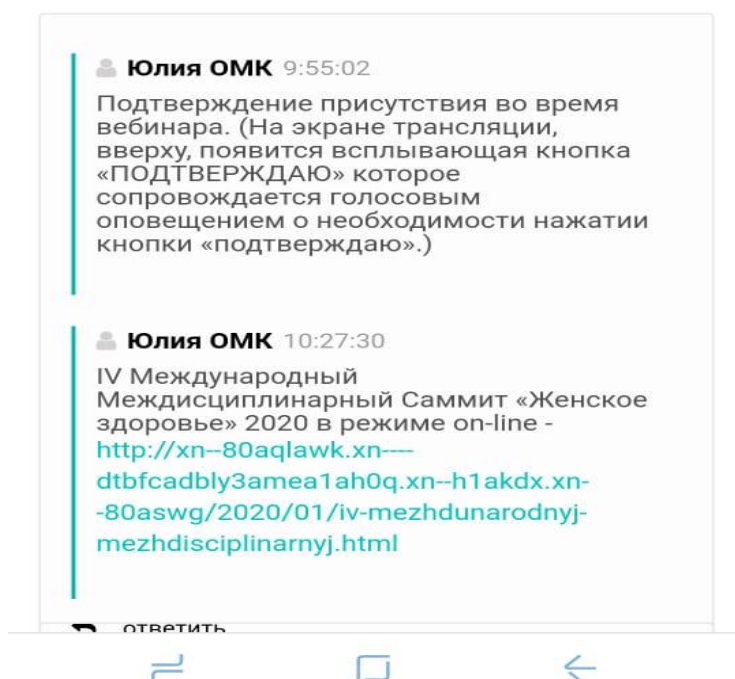 Юлия ОМК 9:55:02
Подтверждение присутствия во время
вебинара. (На экране трансляции,
вверху, появится всплывающая кнопка
«ПОДТВЕРЖДАЮ» которое
сопровождается голосовым
оповещением о необходимости нажатии
кнопки «подтверждаю».)
Юлия ОМК 10:27:30
IV Международный
Междисциплинарный Саммит «Женское
здоровье» 2020 в режиме on-line -
http://xn--80aqlawk.xn----
dtbfcadbly3amea1ah0q.xn--h1akdx.xn-
-80aswg/2020/01/iv-mezhdunarodnyj-
mezhdisciplinarnyj.html
ответить